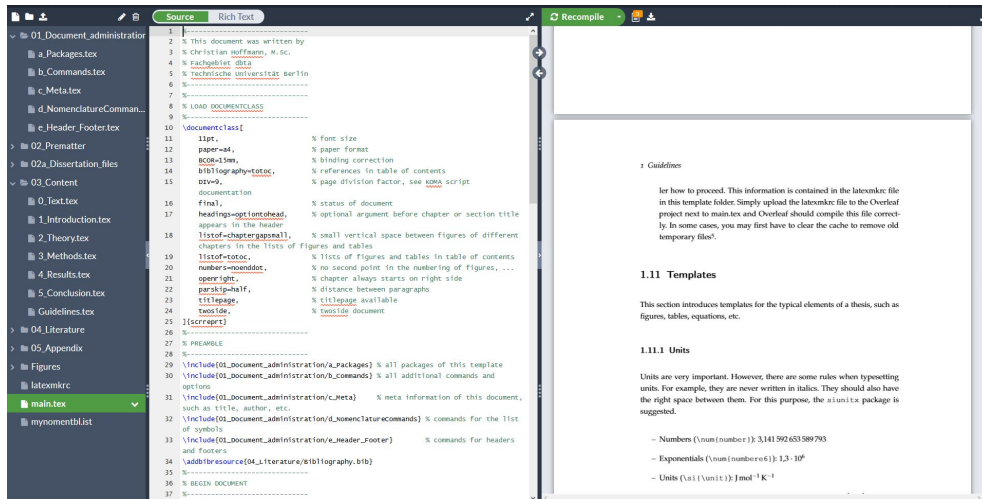 Source
Rich Text
Recompile
01_Document_administration
a_Packages.tex
b_Commands.tex
c_Meta.tex
d_NomenclatureComman...
e_Header_Footer.tex
02_Prematter
02a_Dissertation_files
03_Content
0_Text.tex
1_Introduction.tex
2_Theory.tex
3_Methods.tex
4_Results.tex
5_Conclusion.tex
Guidelines.tex
04_Literature
05_Appendix
Figures
latexmkrc
main.tex
mynomentbl.ist
1 %------------------------------
2 % This document was written by
3 % Christian Hoffmann, M.Sc.
4 % Fachgebiet dbta
5 % Technische Universität Berlin
6 %------------------------------
7 %------------------------------
8 % LOAD DOCUMENTCLASS
9 %------------------------------
10 \documentclass[
11 11pt, % font size
12 paper=a4, % paper format
13 BCOR=15mm, % binding correction
14 bibliography=totoc, % references in table of contents
15 DIV=9, % page division factor, see KOMA script
documentation
16 final, % status of document
17 headings=optiontohead, % optional argument before chapter or section title
appears in the header
18 listof=chaptergapsmall, % small vertical space between figures of different
chapters in the lists of figures and tables
19 listof=totoc, % lists of figures and tables in table of contents
20 numbers=noenddot, % no second point in the numbering of figures, ...
21 openright, % chapter always starts on right side
22 parskip=half, % distance between paragraphs
23 titlepage, % titlepage available
24 twoside, % twoside document
25 ]{scrreprt}
26 %------------------------------
27 % PREAMBLE
28 %------------------------------
29 \include{01_Document_administration/a_Packages} % all packages of this template
30 \include{01_Document_administration/b_Commands} % all additional commands and
options
31 \include{01_Document_administration/c_Meta} % meta information of this document,
such as title, author, etc.
32 \include{01_Document_administration/d_NomenclatureCommands} % commands for the list
of symbols
33 \include{01_Document_administration/e_Header_Footer} % commands for headers
and footers
34 \addbibresource{04_Literature/Bibliography.bib}
35 %------------------------------
36 % BEGIN DOCUMENT
37 %------------------------------
1 Guidelines
ler how to proceed. This information is contained in the latexmkrc file
in this template folder. Simply upload the latexmkrc file to the Overleaf
project next to main.tex and Overleaf should compile this file correct-
ly. In some cases, you may first have to clear the cache to remove old
temporary files⁵.
1.11 Templates
This section introduces templates for the typical elements of a thesis, such as
figures, tables, equations, etc.
1.11.1 Units
Units are very important. However, there are some rules when typesetting
units. For example, they are never written in italics. They should also have
the right space between them. For this purpose, the siunitx package is
suggested.
– Numbers (\num{number}): 3,141 592 653 589 793
– Exponentials (\num{numbere6}): 1,3 · 10⁶
– Units (\si{\unit}): J mol⁻¹ K⁻¹